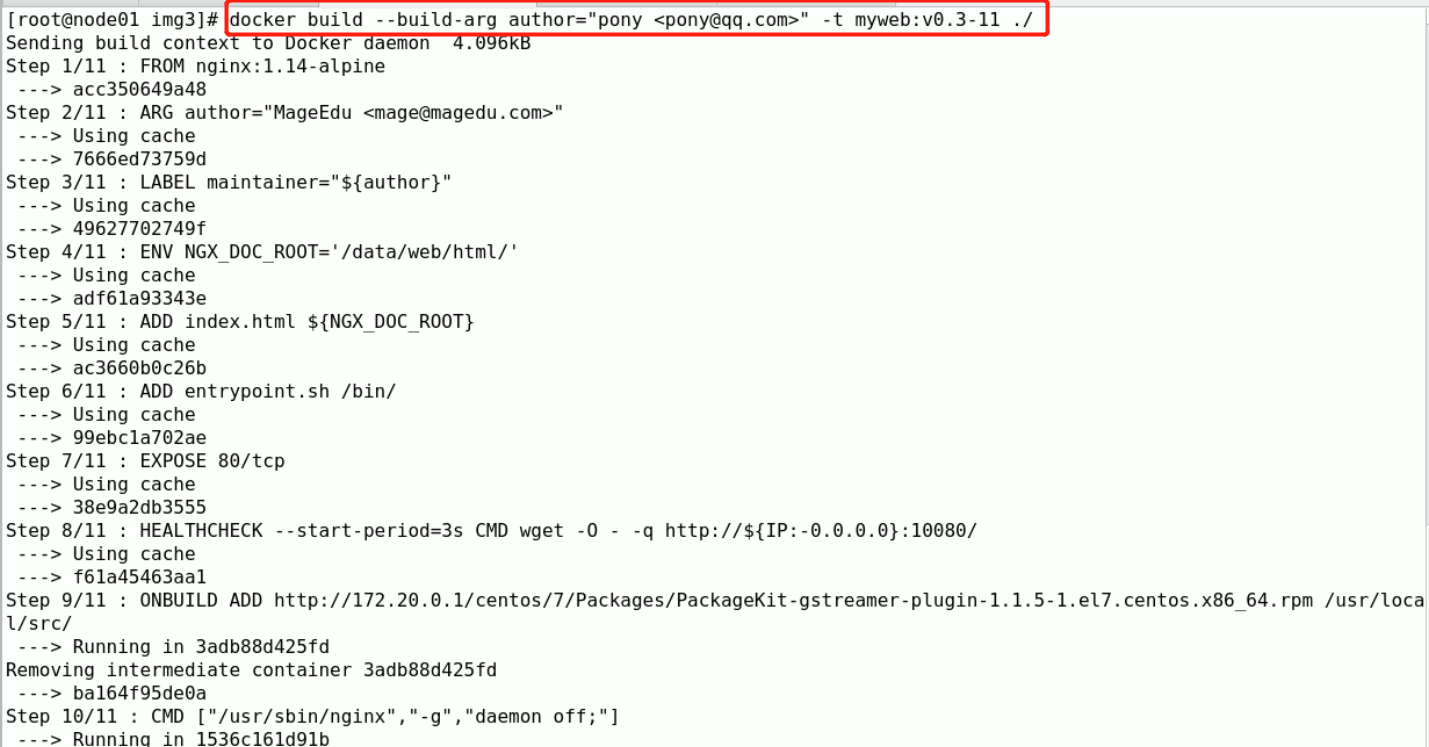 [root@node01 img3]# docker build --build-arg author="pony <pony@qq.com>" -t myweb:v0.3-11 ./
Sending build context to Docker daemon  4.096kB
Step 1/11 : FROM nginx:1.14-alpine
 ---> acc350649a48
Step 2/11 : ARG author="MageEdu <mage@magedu.com>"
 ---> Using cache
 ---> 7666ed73759d
Step 3/11 : LABEL maintainer="${author}"
 ---> Using cache
 ---> 49627702749f
Step 4/11 : ENV NGX_DOC_ROOT='/data/web/html/'
 ---> Using cache
 ---> adf61a93343e
Step 5/11 : ADD index.html ${NGX_DOC_ROOT}
 ---> Using cache
 ---> ac3660b0c26b
Step 6/11 : ADD entrypoint.sh /bin/
 ---> Using cache
 ---> 99ebc1a702ae
Step 7/11 : EXPOSE 80/tcp
 ---> Using cache
 ---> 38e9a2db3555
Step 8/11 : HEALTHCHECK --start-period=3s CMD wget -O - -q http://${IP:-0.0.0.0}:10080/
 ---> Using cache
 ---> f61a45463aa1
Step 9/11 : ONBUILD ADD http://172.20.0.1/centos/7/Packages/PackageKit-gstreamer-plugin-1.1.5-1.el7.centos.x86_64.rpm /usr/loca
l/src/
 ---> Running in 3adb88d425fd
Removing intermediate container 3adb88d425fd
 ---> ba164f95de0a
Step 10/11 : CMD ["/usr/sbin/nginx","-g","daemon off;"]
 ---> Running in 1536c161d91b